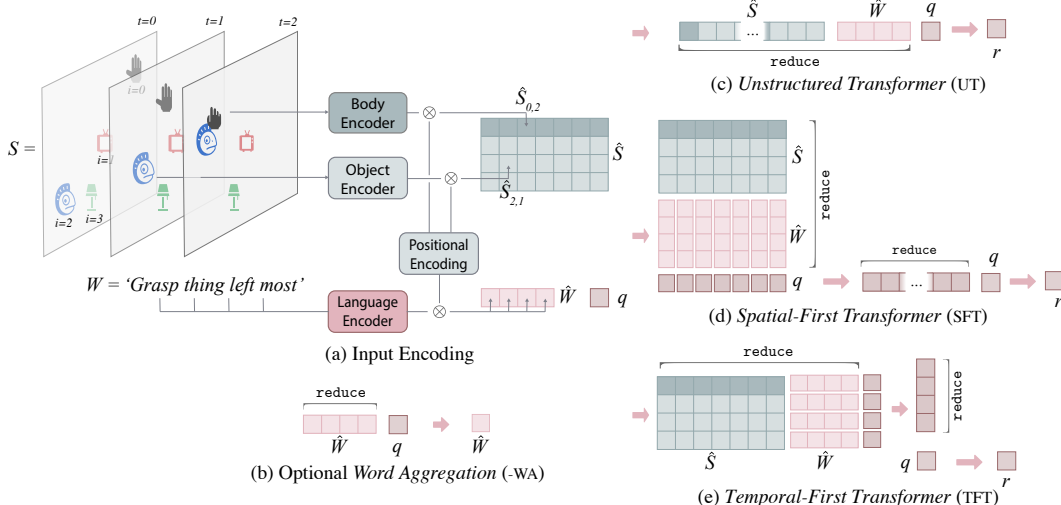 t=0
t=1
t=2
i=0
S =
i=1
i=2
i=3
Body
Encoder
Object
Encoder
Positional
Encoding
Language
Encoder
Ŝ0,2
Ŝ2,1
Ŝ
W = 'Grasp thing left most'
Ŵ
q
(a) Input Encoding
reduce
Ŵ
q
Ŵ
(b) Optional Word Aggregation (-WA)
Ŝ
...
Ŵ
q
reduce
r
(c) Unstructured Transformer (UT)
Ŝ
reduce
Ŵ
q
reduce
...
q
r
(d) Spatial-First Transformer (SFT)
reduce
Ŝ
Ŵ
reduce
q
r
(e) Temporal-First Transformer (TFT)